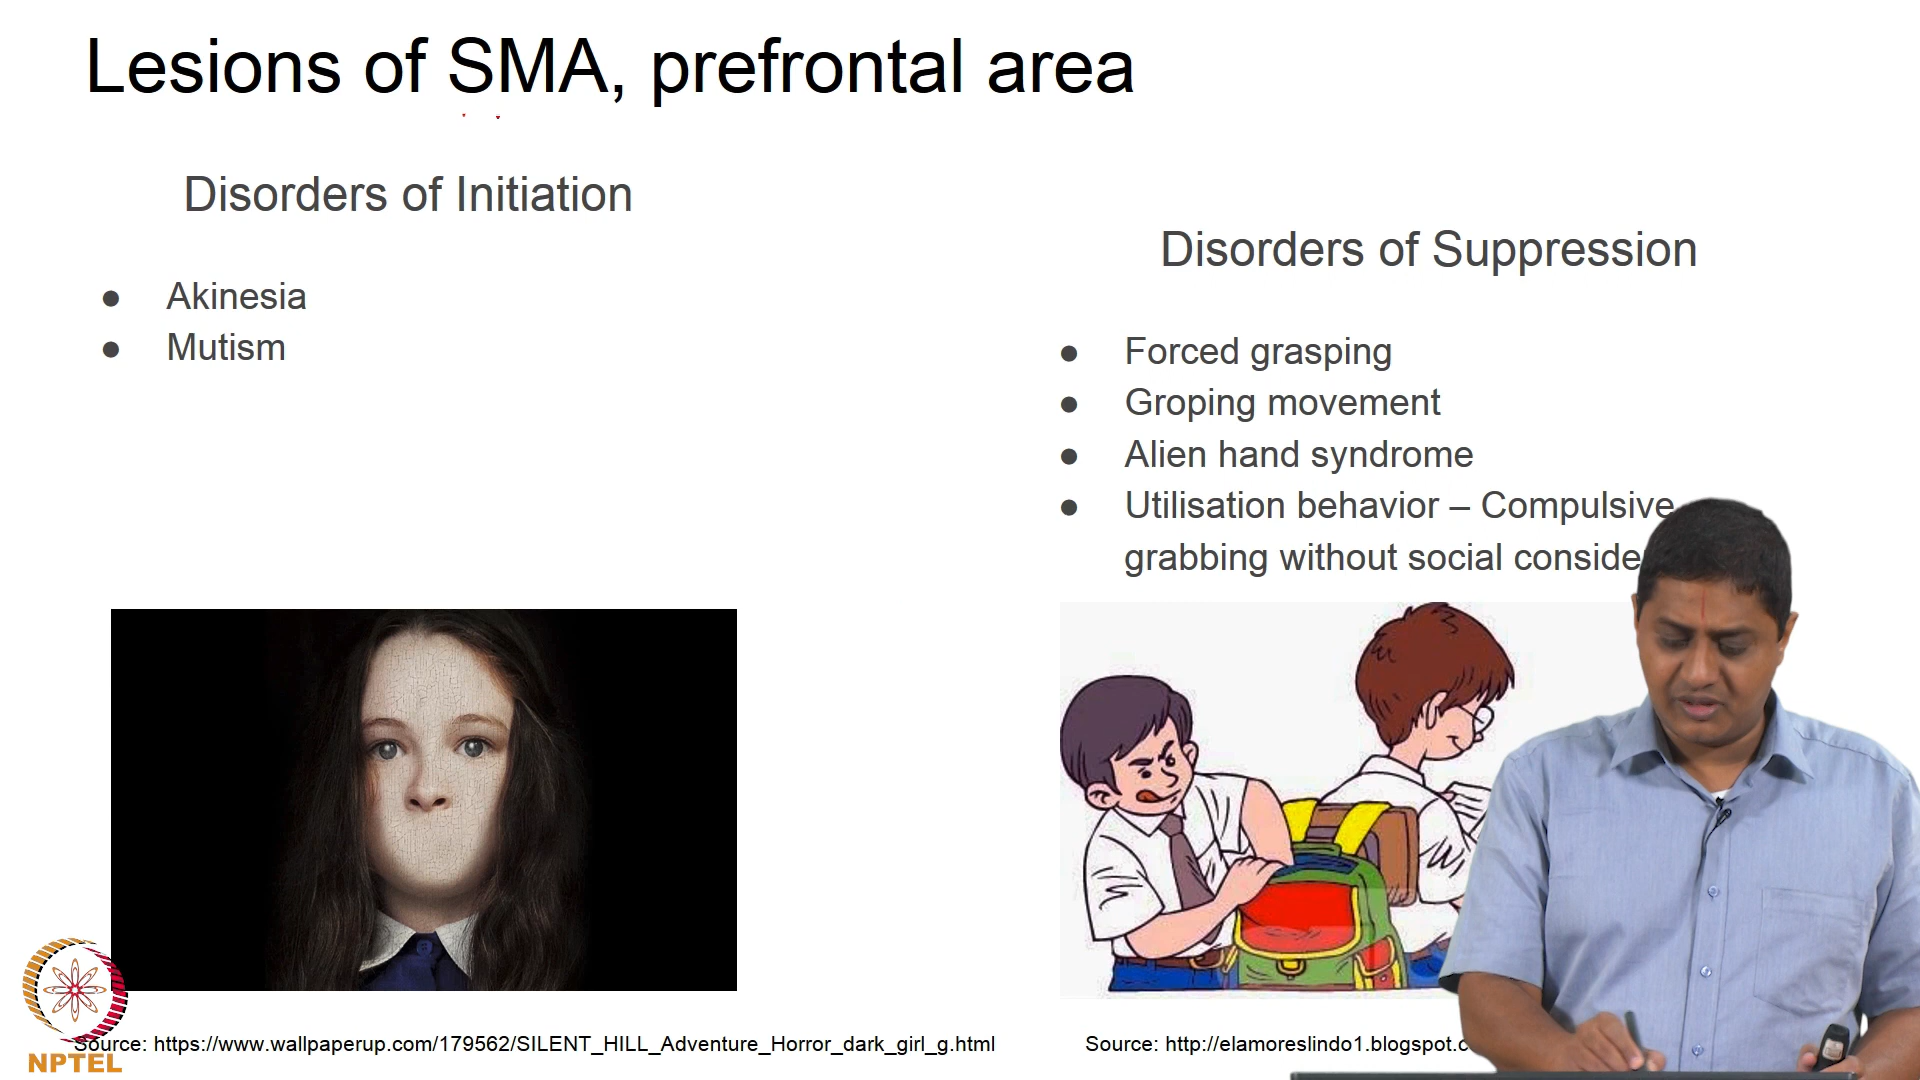 Lesions of SMA, prefrontal area
Disorders of Initiation
● Akinesia
● Mutism
Disorders of Suppression
● Forced grasping
● Groping movement
● Alien hand syndrome
● Utilisation behavior – Compulsive
grabbing without social
Source: https://www.wallpaperup.com/179562/SILENT_HILL_Adventure_Horror_dark_girl_g.html
Source: http://elamoreslindo1.blogspot.c
NPTEL